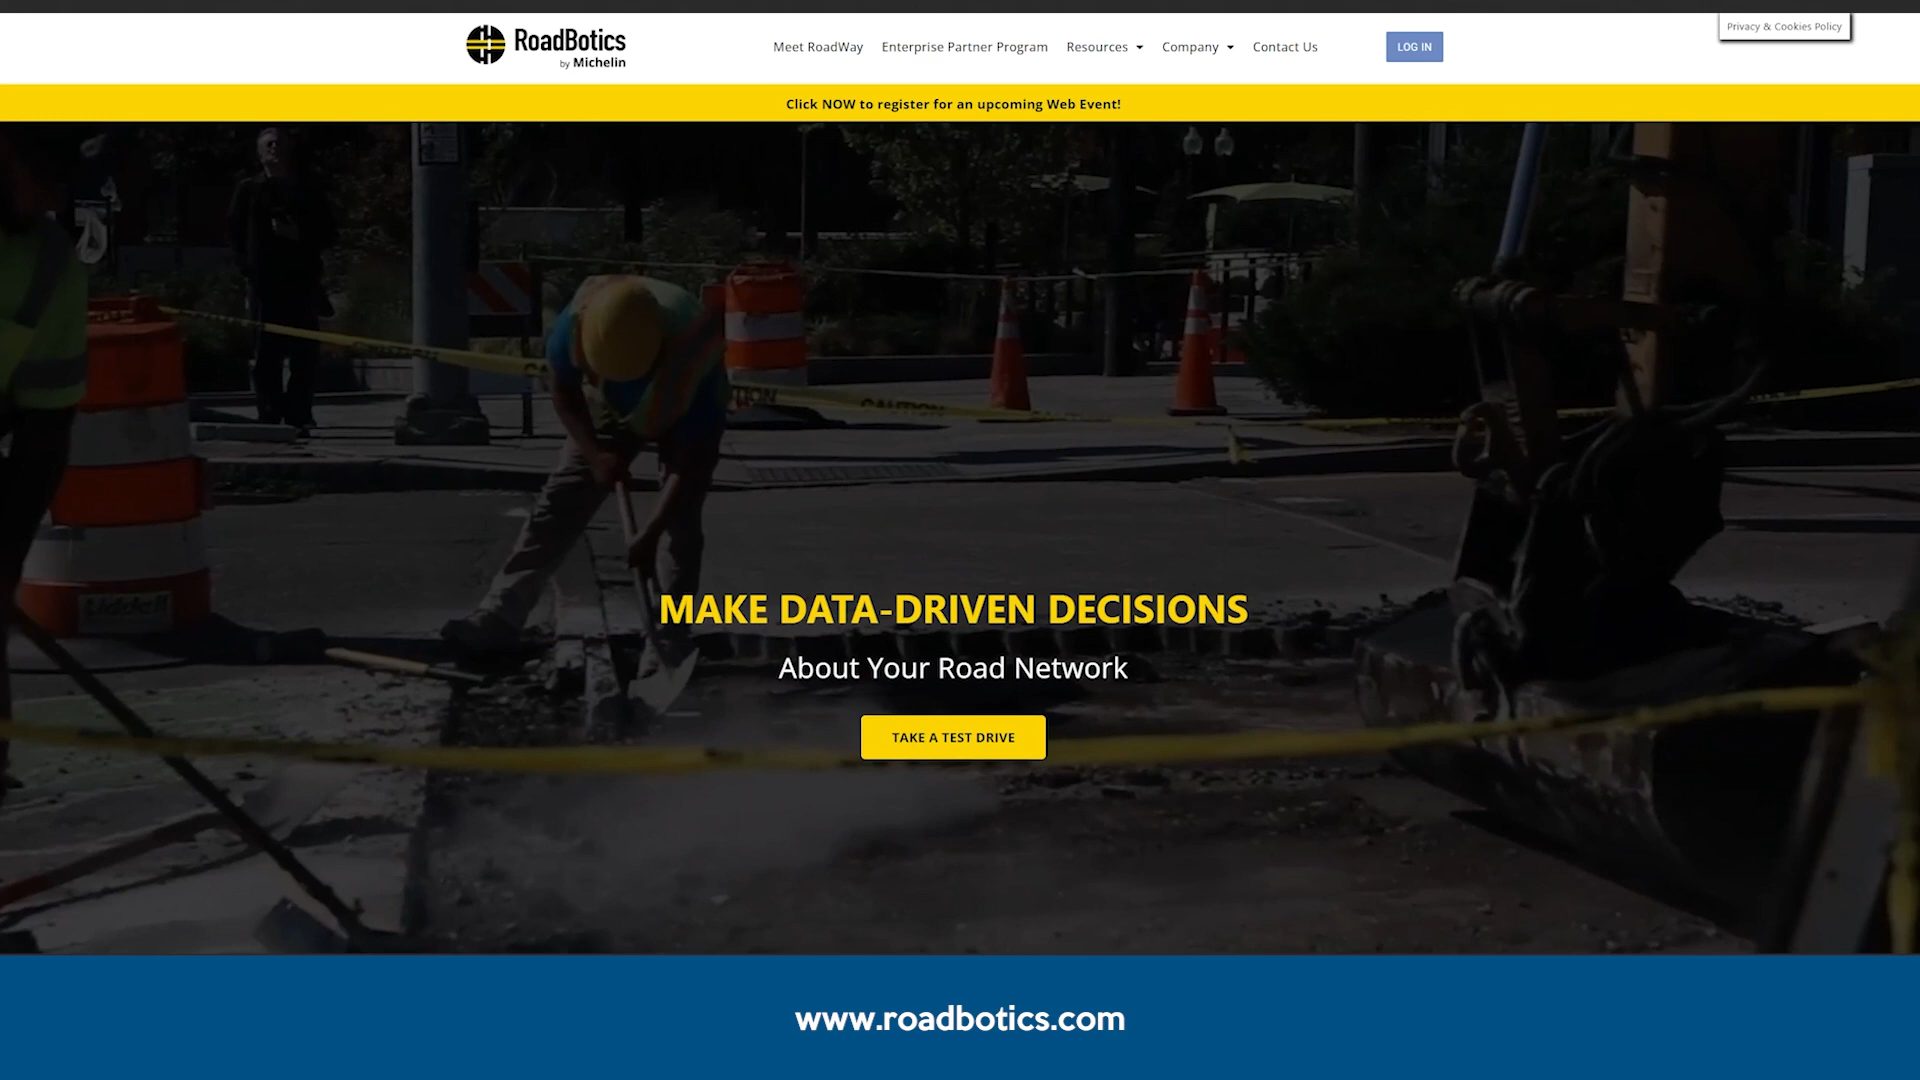 RoadBotics
by Michelin
Meet RoadWay Enterprise Partner Program Resources Company Contact Us
LOG IN
Privacy & Cookies Policy
Click NOW to register for an upcoming Web Event!
CAUTION
MAKE DATA-DRIVEN DECISIONS
About Your Road Network
TAKE A TEST DRIVE
www.roadbotics.com